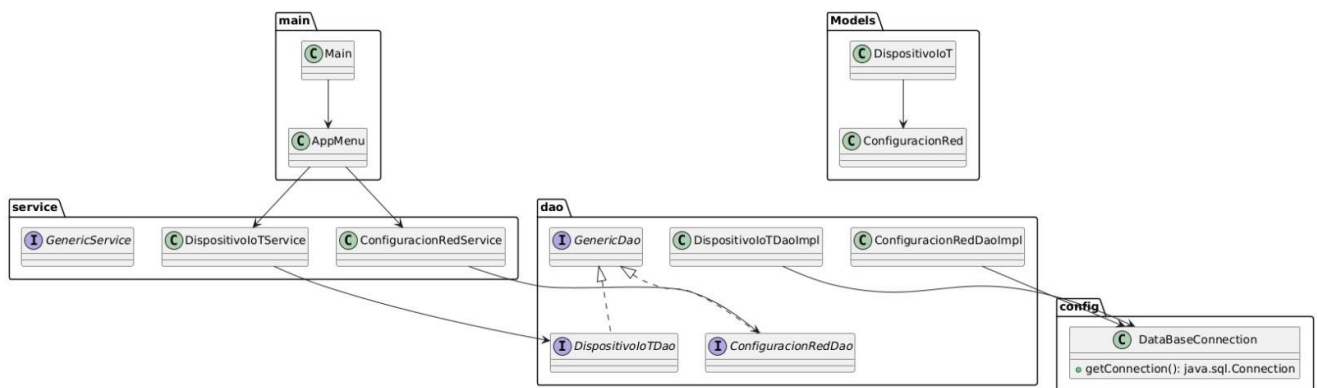 main
Models
C Main
C DispositivoIoT
C AppMenu
C ConfiguracionRed
service
dao
I GenericService
C DispositivoIoTService
C ConfiguracionRedService
I GenericDao
C DispositivoIoTDaoImpl
C ConfiguracionRedDaoImpl
config
I DispositivoIoTDao
I ConfiguracionRedDao
C DataBaseConnection
getConnection(): java.sql.Connection